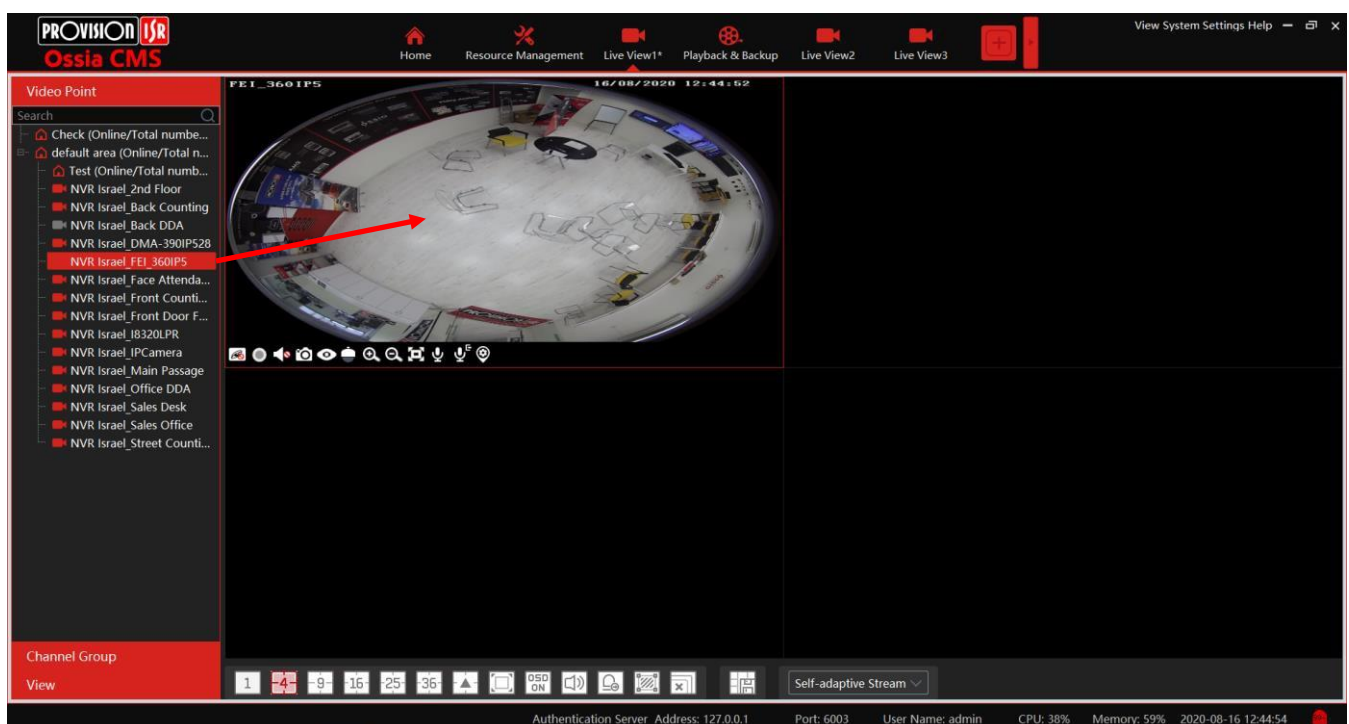 PROVISION ISR
Ossia CMS
Home
Resource Management
Live View1*
Playback & Backup
Live View2
Live View3
View System Settings Help
Video Point
Search
Check (Online/Total numbe...
default area (Online/Total n...
Test (Online/Total numb...
NVR Israel_2nd Floor
NVR Israel_Back Counting
NVR Israel_Back DDA
NVR Israel_DMA-390IP528
NVR Israel_FEI_360IP5
NVR Israel_Face Attenda...
NVR Israel_Front Counti...
NVR Israel_Front Door F...
NVR Israel_I8320LPR
NVR Israel_IPCamera
NVR Israel_Main Passage
NVR Israel_Office DDA
NVR Israel_Sales Desk
NVR Israel_Sales Office
NVR Israel_Street Counti...
Channel Group
View
FEI_360IP5
16/08/2020 12:44:52
1
4
9
16
25
36
OSD ON
Self-adaptive Stream
Authentication Server Address: 127.0.0.1
Port: 6003
User Name: admin
CPU: 38%
Memory: 59%
2020-08-16 12:44:54